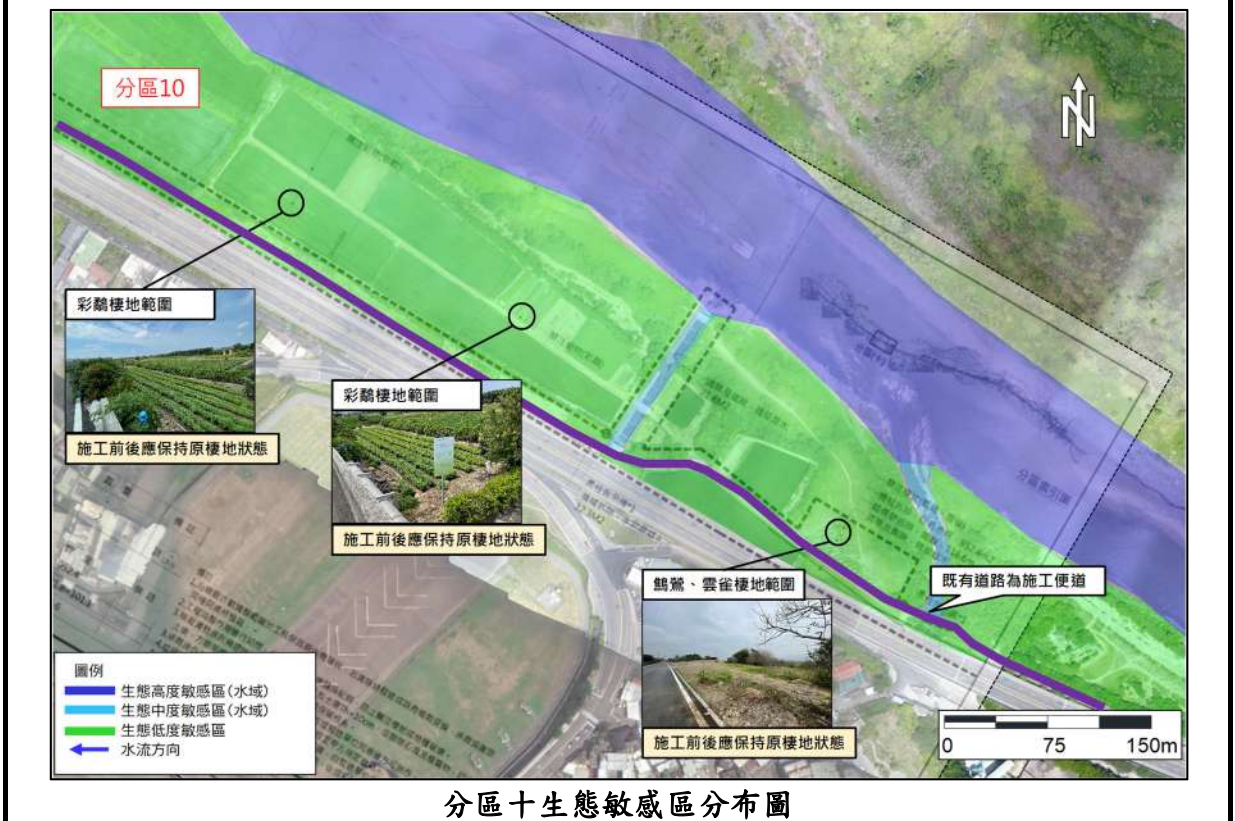 分區10
N
彩鷸棲地範圍
施工前後應保持原棲地狀態
彩鷸棲地範圍
施工前後應保持原棲地狀態
鷦鶯、雲雀棲地範圍
施工前後應保持原棲地狀態
既有道路為施工便道
圖例
生態高度敏感區(水域)
生態中度敏感區(水域)
生態低度敏感區
水流方向
0 75 150m
分區十生態敏感區分布圖